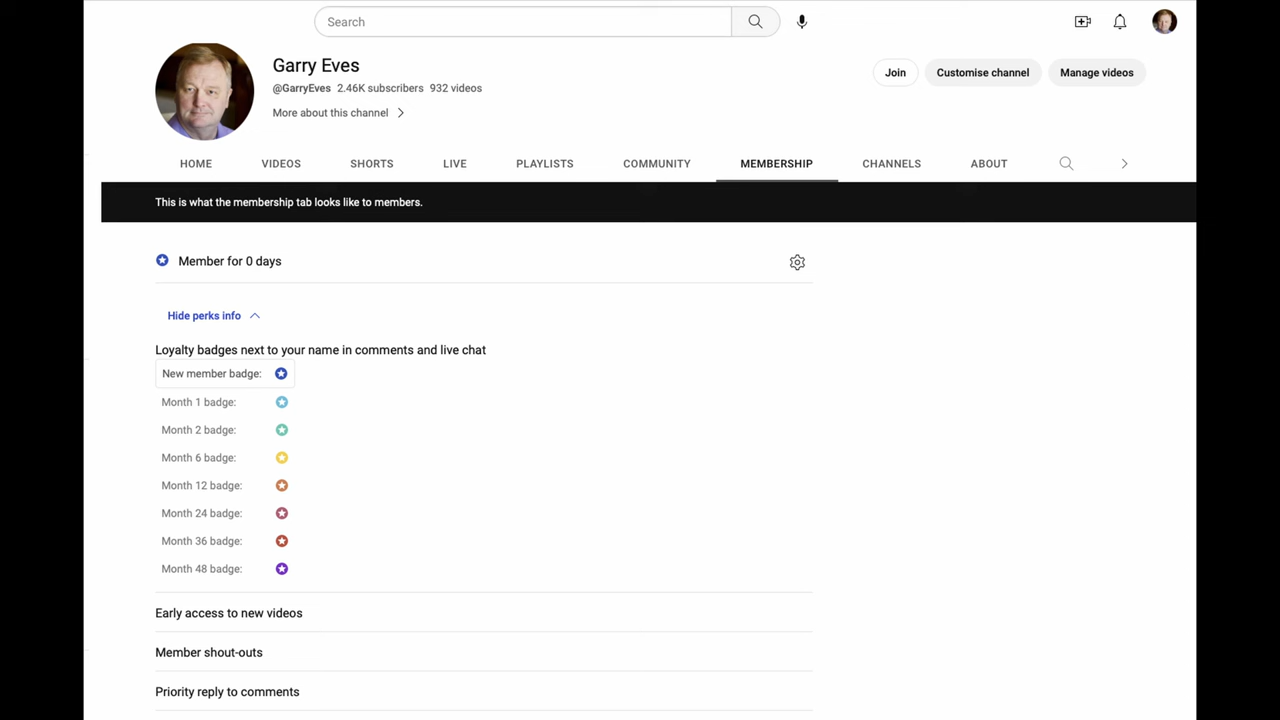 Search
Garry Eves
@GarryEves 2.46K subscribers 932 videos
More about this channel
Join
Customise channel
Manage videos
HOME VIDEOS SHORTS LIVE PLAYLISTS COMMUNITY MEMBERSHIP CHANNELS ABOUT
This is what the membership tab looks like to members.
Member for 0 days
Hide perks info
Loyalty badges next to your name in comments and live chat
New member badge:
Month 1 badge:
Month 2 badge:
Month 6 badge:
Month 12 badge:
Month 24 badge:
Month 36 badge:
Month 48 badge:
Early access to new videos
Member shout-outs
Priority reply to comments